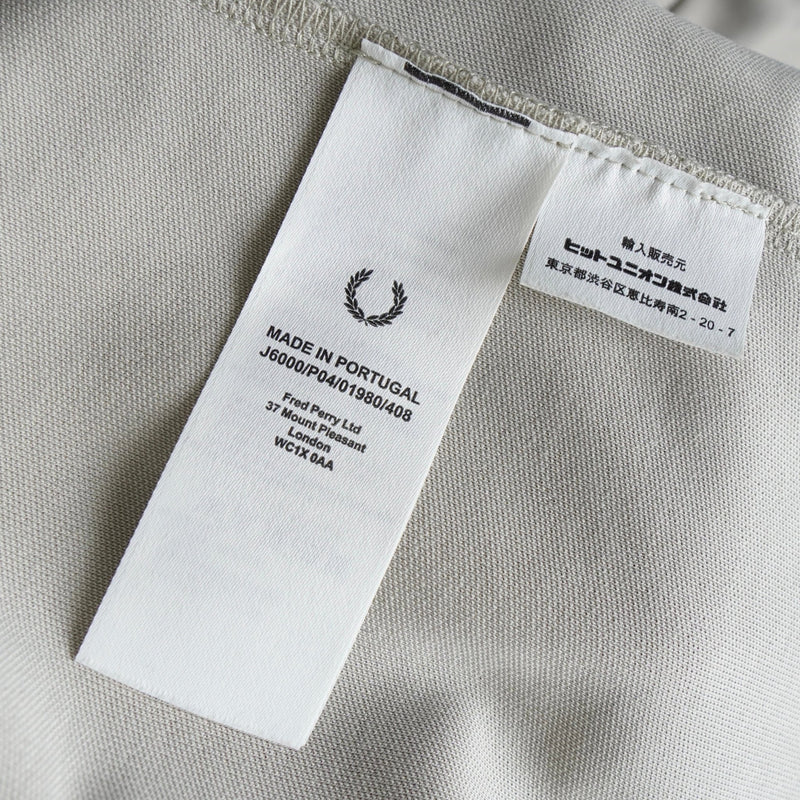 MADE IN PORTUGAL
J6000/P04/01980/408
Fred Perry Ltd
37 Mount Pleasant
London
WC1X 0AA
輸入販売元
ヒットユニオン株式会社
東京都渋谷区恵比寿南2-20-7